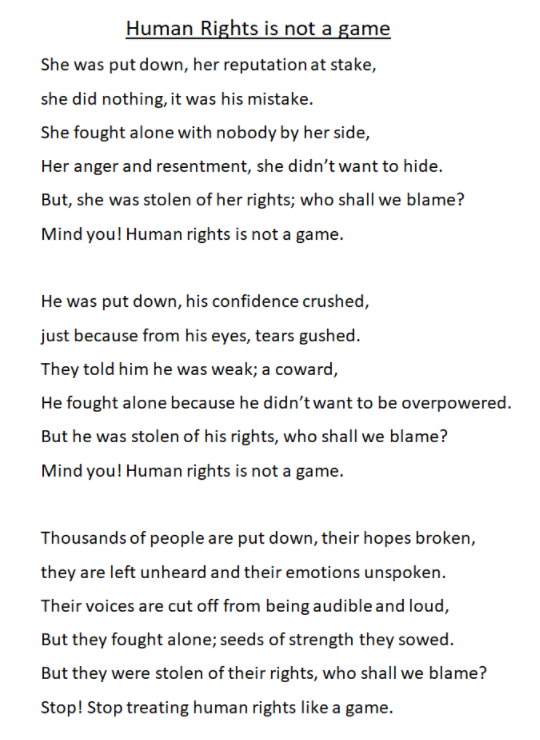 Human Rights is not a game
She was put down, her reputation at stake,
she did nothing, it was his mistake.
She fought alone with nobody by her side,
Her anger and resentment, she didn’t want to hide.
But, she was stolen of her rights; who shall we blame?
Mind you! Human rights is not a game.
He was put down, his confidence crushed,
just because from his eyes, tears gushed.
They told him he was weak; a coward,
He fought alone because he didn’t want to be overpowered.
But he was stolen of his rights, who shall we blame?
Mind you! Human rights is not a game.
Thousands of people are put down, their hopes broken,
they are left unheard and their emotions unspoken.
Their voices are cut off from being audible and loud,
But they fought alone; seeds of strength they sowed.
But they were stolen of their rights, who shall we blame?
Stop! Stop treating human rights like a game.